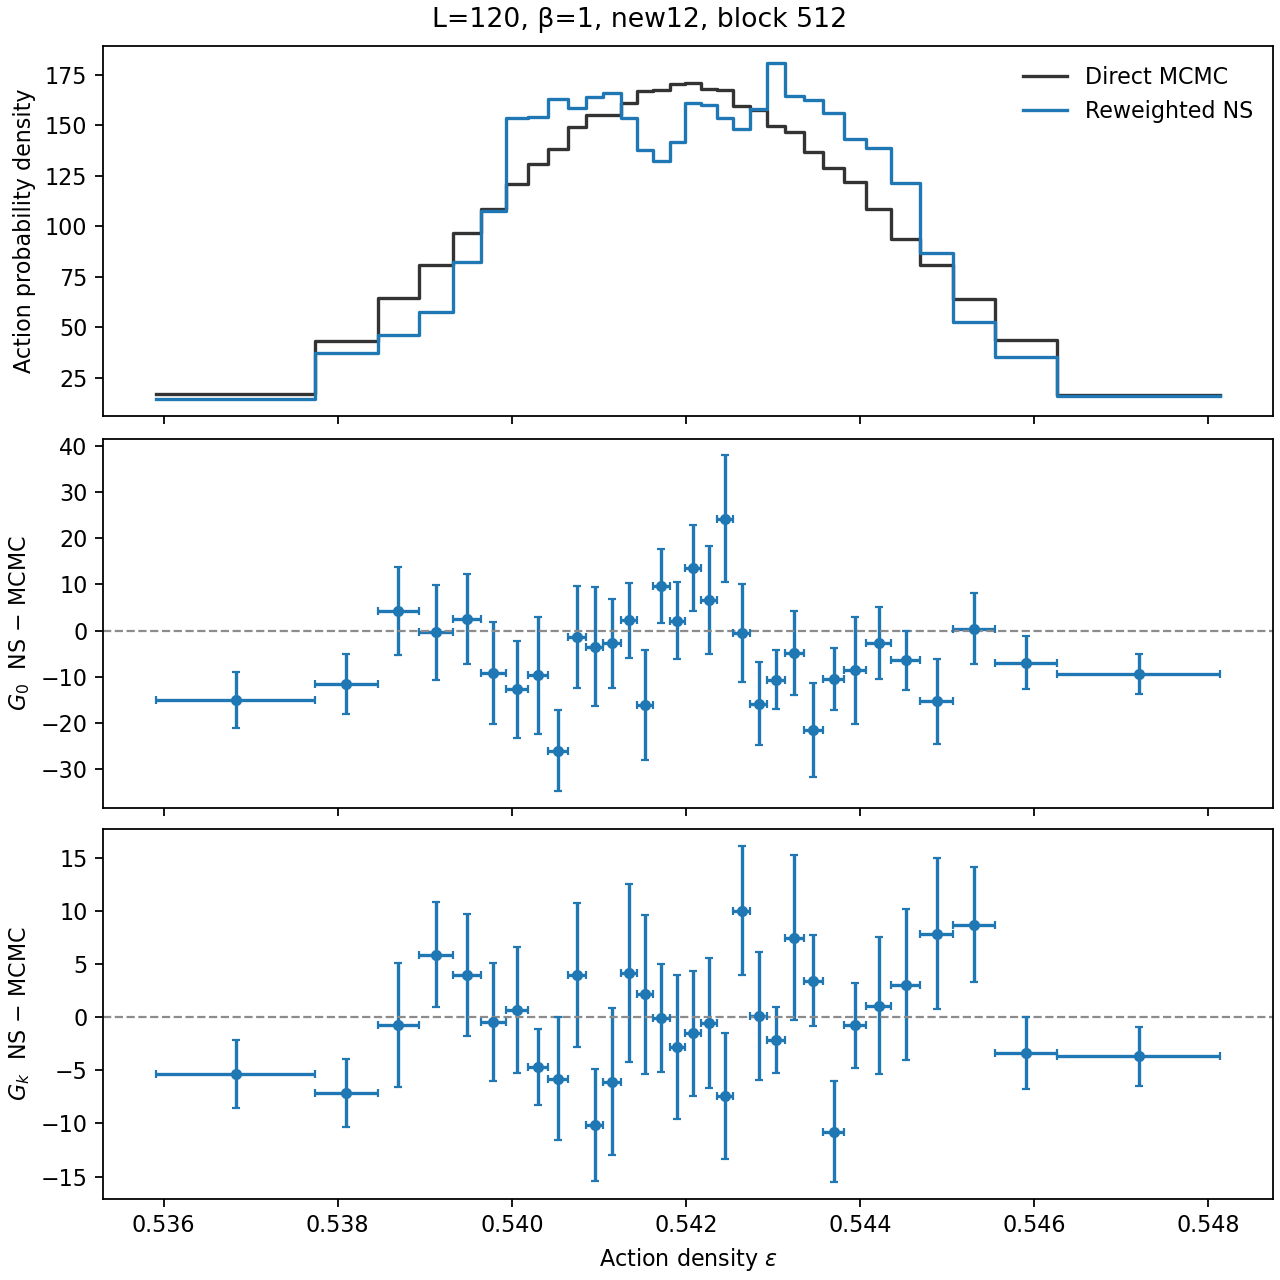 L=120, β=1, new12, block 512
Direct MCMC
Reweighted NS
Action probability density
175
150
125
100
75
50
25
G₀ NS − MCMC
40
30
20
10
0
−10
−20
−30
Gₖ NS − MCMC
15
10
5
0
−5
−10
−15
0.536 0.538 0.540 0.542 0.544 0.546 0.548
Action density ε